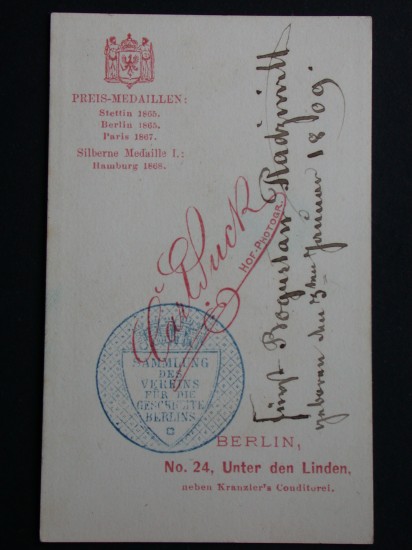 PREIS-MEDAILLEN:
Stettin 1865.
Berlin 1865.
Paris 1867.
Silberne Medaille I.:
Hamburg 1868.
HOF-PHOTOGR.
SAMMLUNG
DES
VEREINS
FÜR DIE
GESCHICHTE
BERLINS
BERLIN,
No. 24, Unter den Linden,
neben Kranzler's Conditorei.
Fürst Boguslav Radziwill
geboren den 3ten Januar 1809.